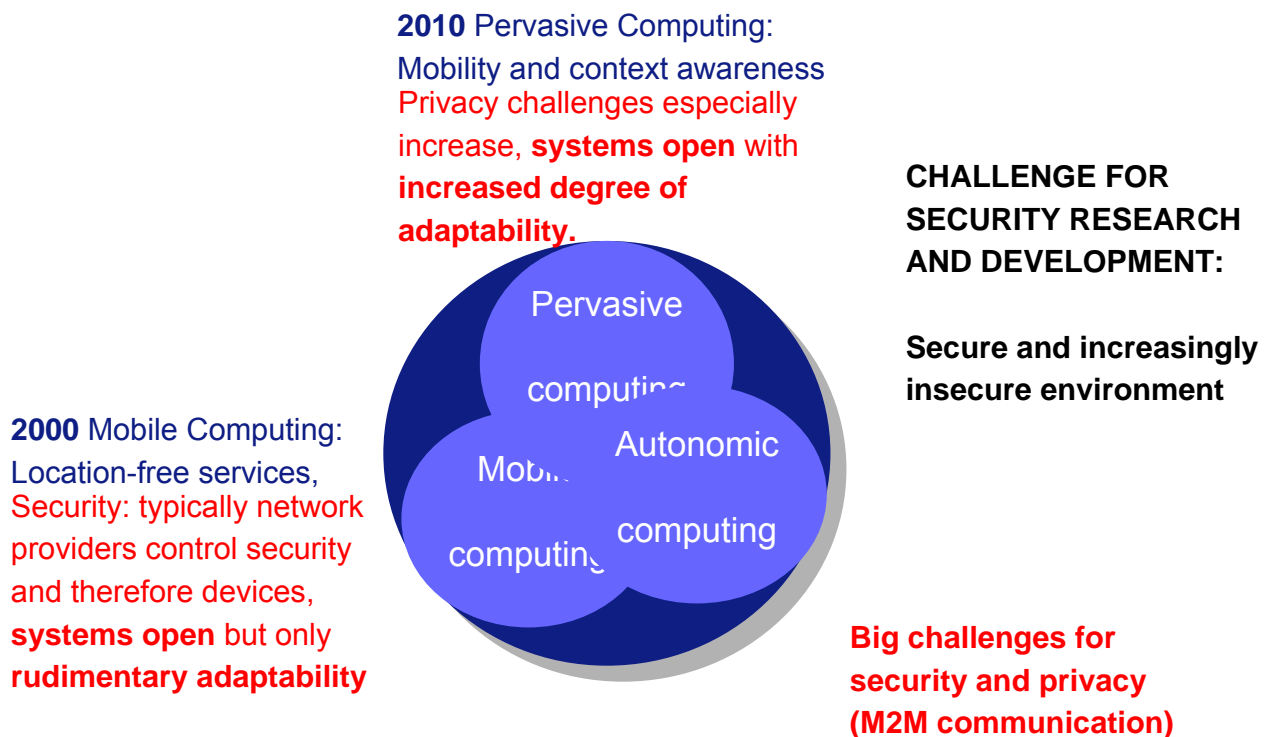 2010 Pervasive Computing:
Mobility and context awareness
Privacy challenges especially
increase, systems open with
increased degree of
adaptability.
CHALLENGE FOR
SECURITY RESEARCH
AND DEVELOPMENT:
Secure and increasingly
insecure environment
Pervasive
computing
Autonomic
computing
Mobile
computing
2000 Mobile Computing:
Location-free services,
Security: typically network
providers control security
and therefore devices,
systems open but only
rudimentary adaptability
Big challenges for
security and privacy
(M2M communication)